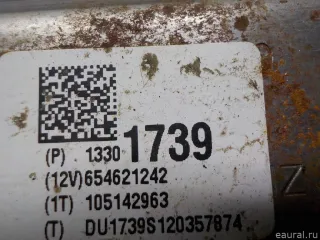 (P) 1330 1739
(12V)654621242
(1T) 105142963
(T) DU1739S120357874
Z
© eaural.ru